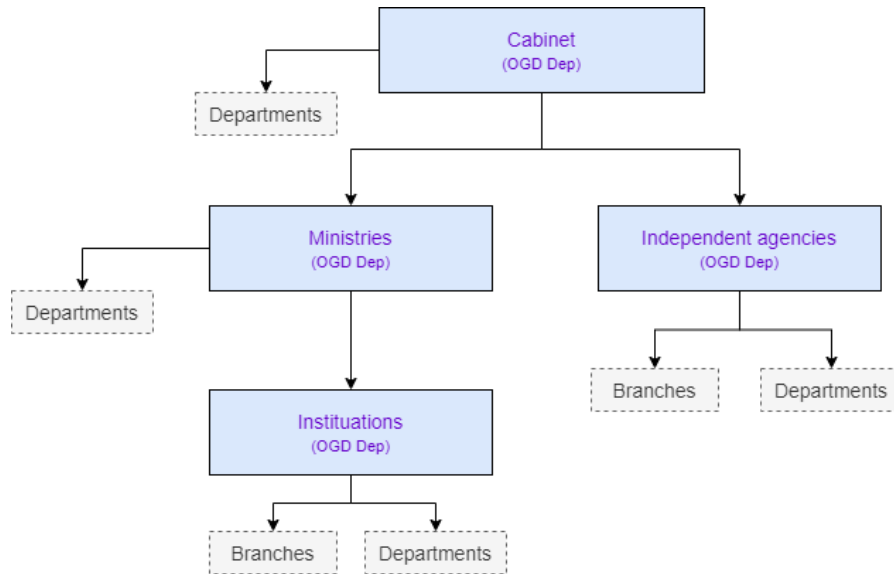 Cabinet
(OGD Dep)
Departments
Ministries
(OGD Dep)
Independent agencies
(OGD Dep)
Departments
Branches
Departments
Instituations
(OGD Dep)
Branches
Departments